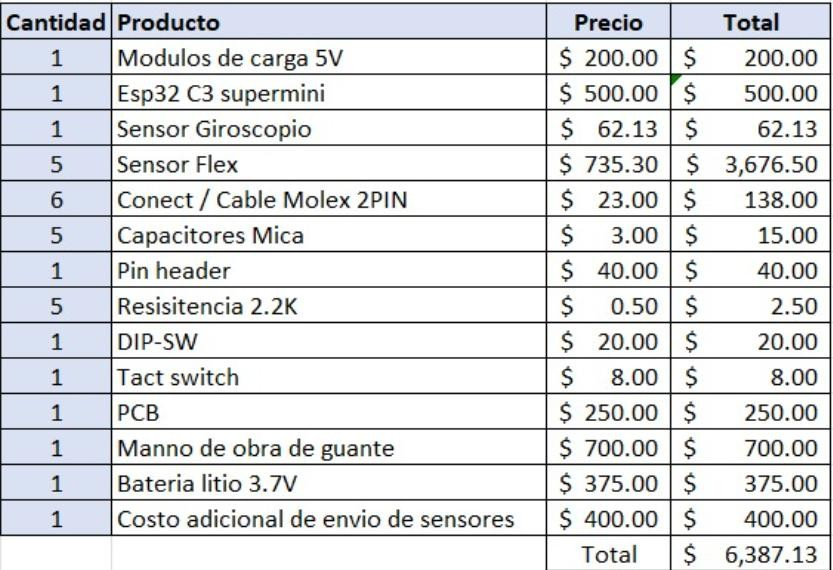 Cantidad Producto Precio Total
1 Modulos de carga 5V $ 200.00 $ 200.00
1 Esp32 C3 supermini $ 500.00 $ 500.00
1 Sensor Giroscopio $ 62.13 $ 62.13
5 Sensor Flex $ 735.30 $ 3,676.50
6 Conect / Cable Molex 2PIN $ 23.00 $ 138.00
5 Capacitores Mica $ 3.00 $ 15.00
1 Pin header $ 40.00 $ 40.00
5 Resisitencia 2.2K $ 0.50 $ 2.50
1 DIP-SW $ 20.00 $ 20.00
1 Tact switch $ 8.00 $ 8.00
1 PCB $ 250.00 $ 250.00
1 Manno de obra de guante $ 700.00 $ 700.00
1 Bateria litio 3.7V $ 375.00 $ 375.00
1 Costo adicional de envio de sensores $ 400.00 $ 400.00
Total $ 6,387.13